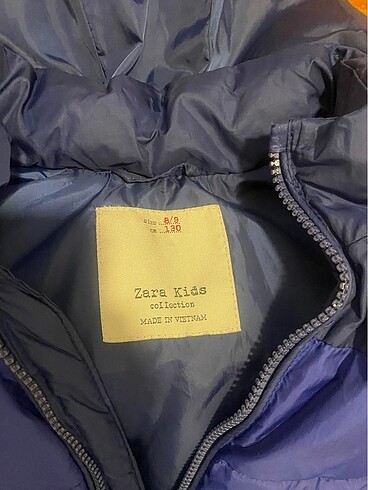 size 8/9
cm 130
Zara Kids
collection
MADE IN VIETNAM